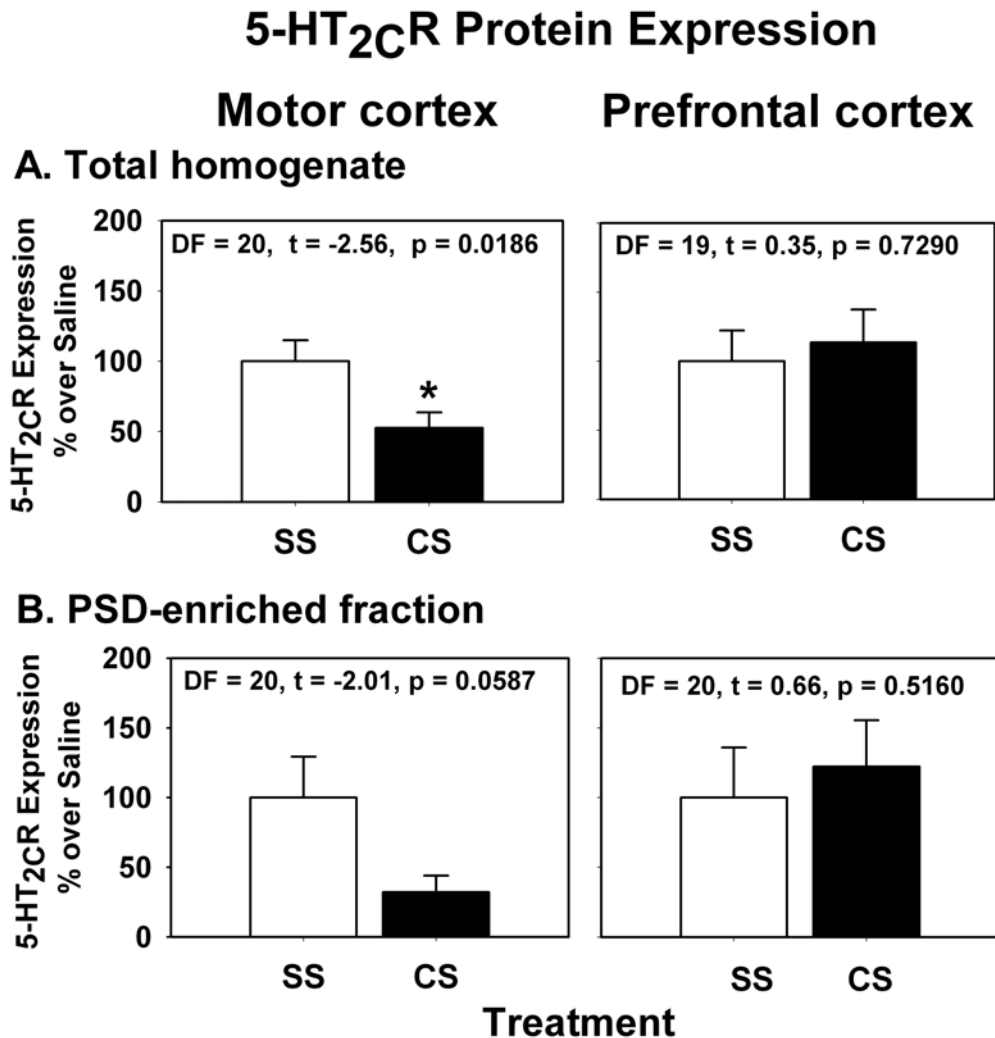 5-HT2CR Protein Expression
Motor cortex
Prefrontal cortex
A. Total homogenate
5-HT2CR Expression
% over Saline
200
150
100
50
0
DF = 20, t = -2.56, p = 0.0186
*
SS
CS
DF = 19, t = 0.35, p = 0.7290
SS
CS
B. PSD-enriched fraction
5-HT2CR Expression
% over Saline
200
150
100
50
0
DF = 20, t = -2.01, p = 0.0587
SS
CS
DF = 20, t = 0.66, p = 0.5160
SS
CS
Treatment